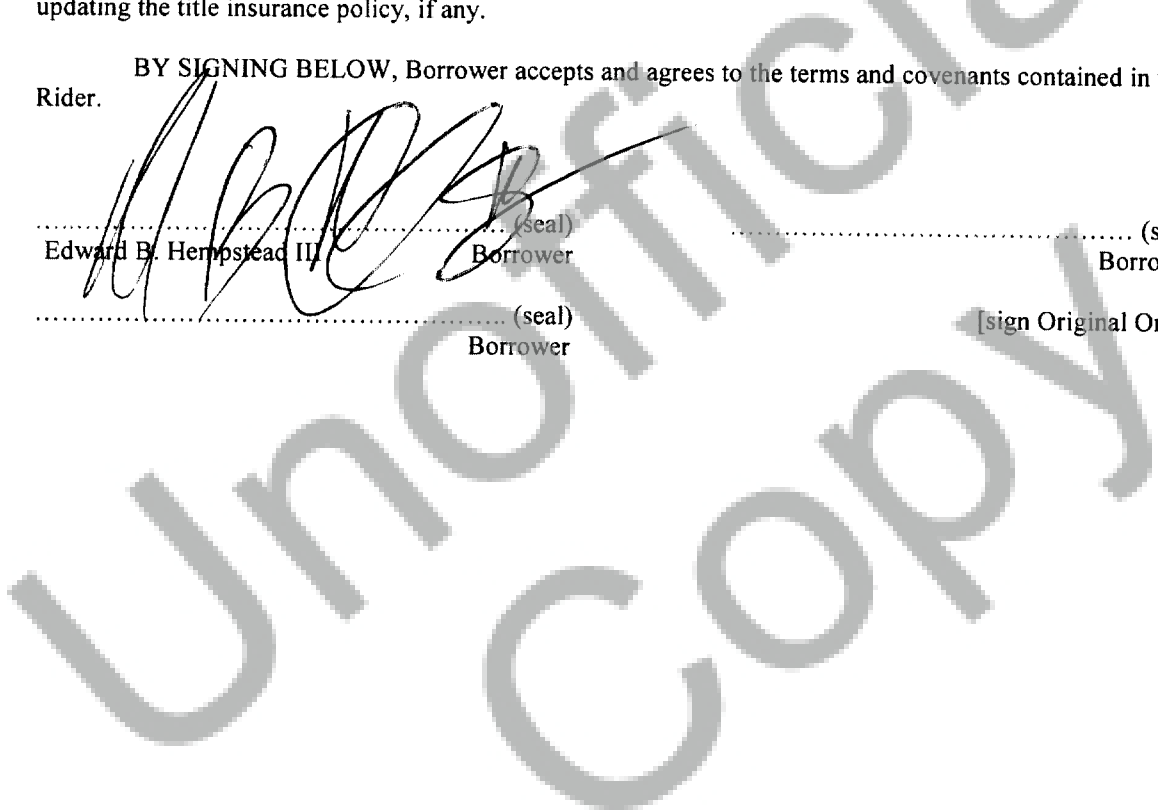 updating the title insurance policy, if any.
BY SIGNING BELOW, Borrower accepts and agrees to the terms and covenants contained in
Rider.
(seal)
Edward B. Hempstead III Borrower
(s
Borro
(seal)
Borrower
[sign Original On
Unofficial
Copy